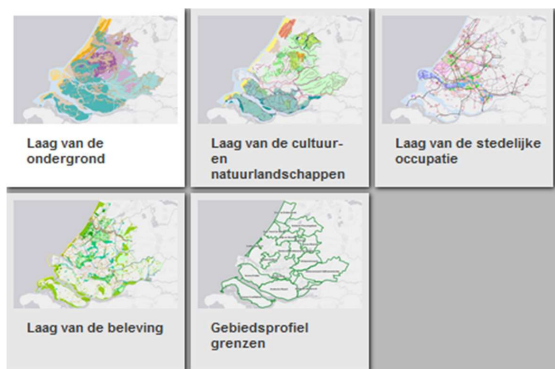 Laag van de
ondergrond
Laag van de cultuur-
en
natuurlandschappen
Laag van de stedelijke
occupatie
Laag van de beleving
Gebiedsprofiel
grenzen